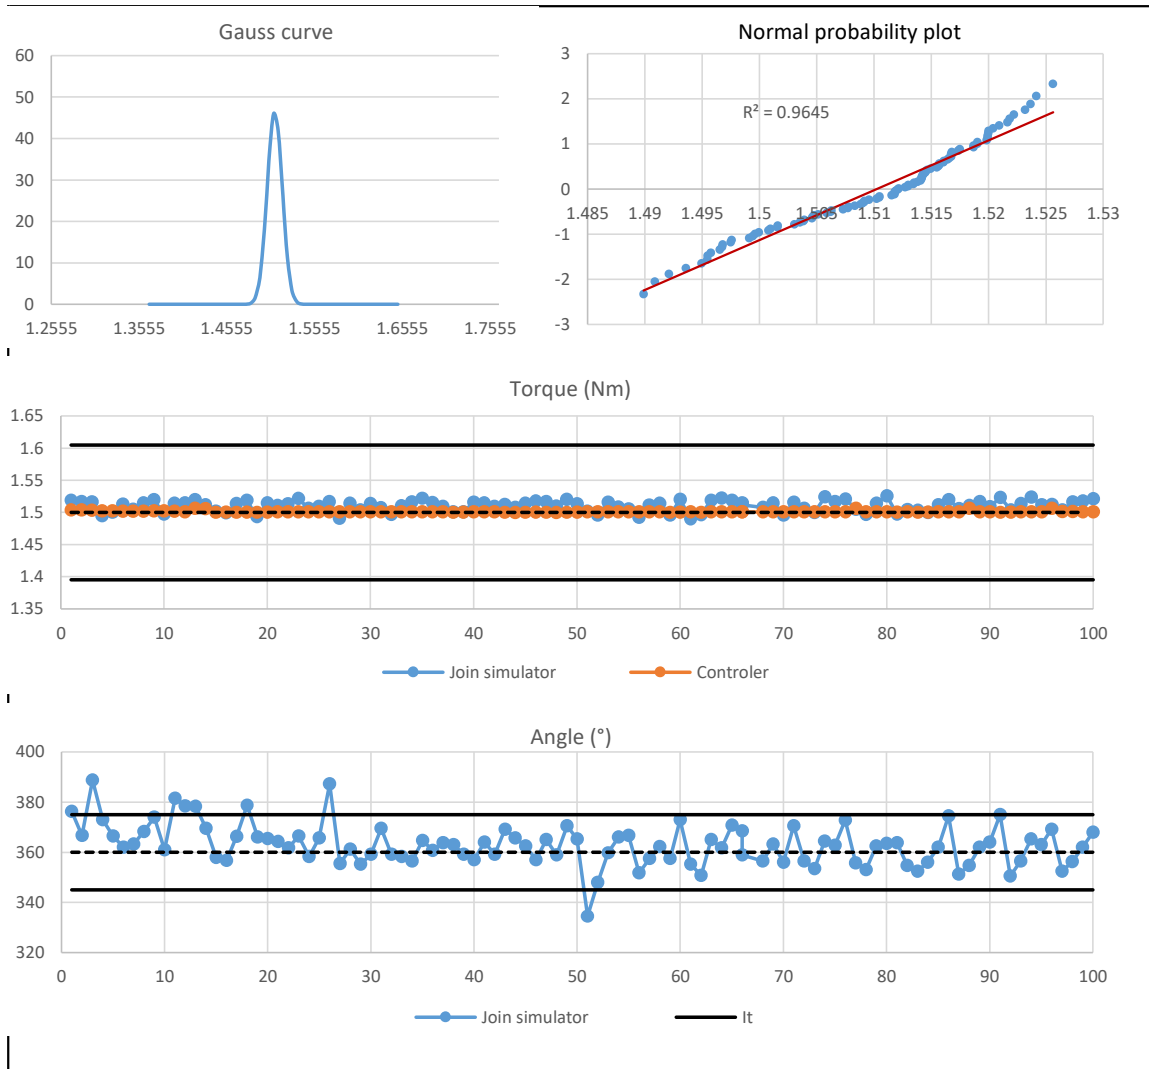 Gauss curve
60
50
40
30
20
10
0
1.2555 1.3555 1.4555 1.5555 1.6555 1.7555
Normal probability plot
3
R² = 0.9645
2
1
0
1.485 1.49 1.495 1.5 1.505 1.51 1.515 1.52 1.525 1.53
-1
-2
-3
Torque (Nm)
1.65
1.6
1.55
1.5
1.45
1.4
1.35
0 10 20 30 40 50 60 70 80 90 100
Join simulator Controler
Angle (°)
400
380
360
340
320
0 10 20 30 40 50 60 70 80 90 100
Join simulator It